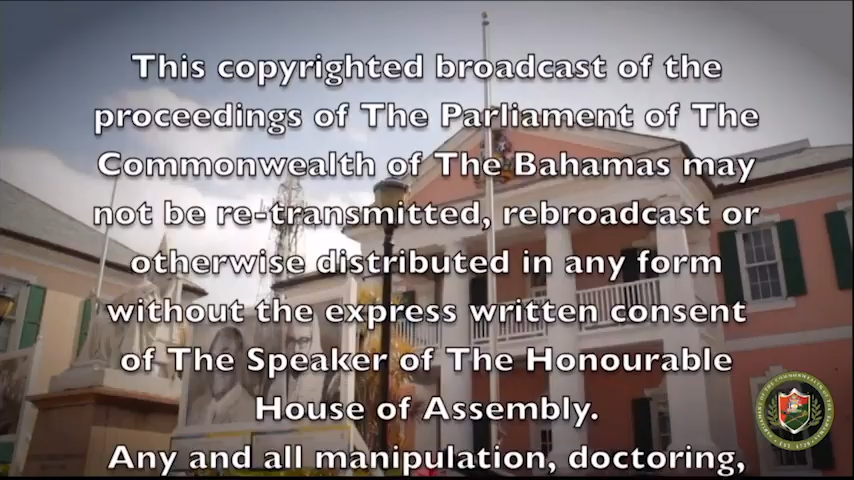 This copyrighted broadcast of the
proceedings of The Parliament of The
Commonwealth of The Bahamas may
not be re-transmitted, rebroadcast or
otherwise distributed in any form
without the express written consent
of The Speaker of The Honourable
House of Assembly.
Any and all manipulation, doctoring,